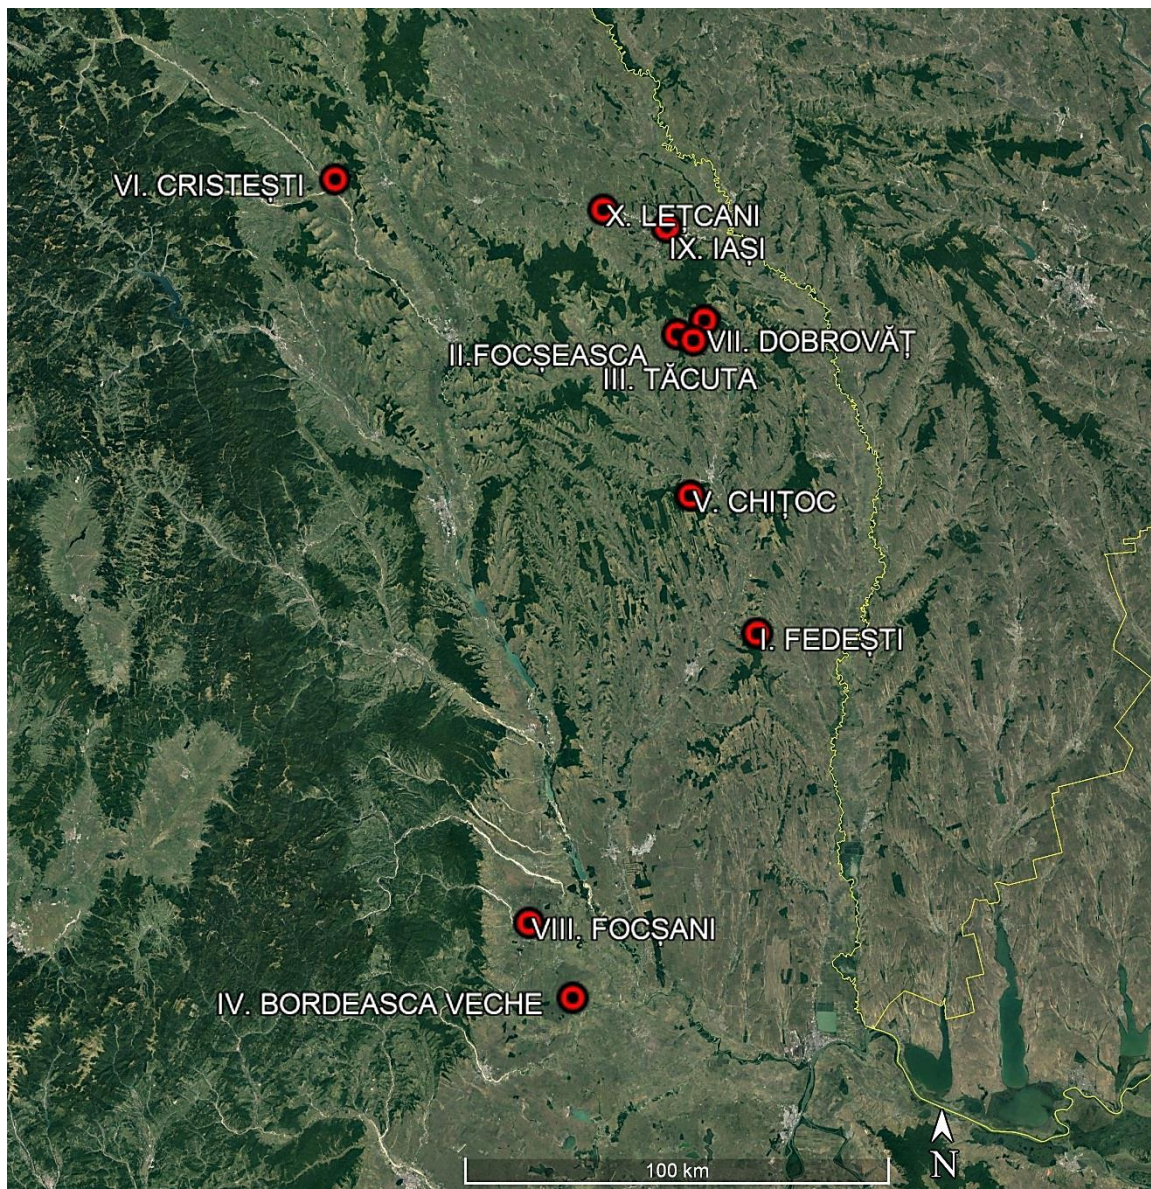 VI. CRISTEȘTI
X. LEȚCANI
IX. IAȘI
VII. DOBROVĂȚ
II.FOCȘEASCA
III. TĂCUTA
V. CHIȚOC
I. FEDEȘTI
VIII. FOCȘANI
IV. BORDEASCA VECHE
N
100 km